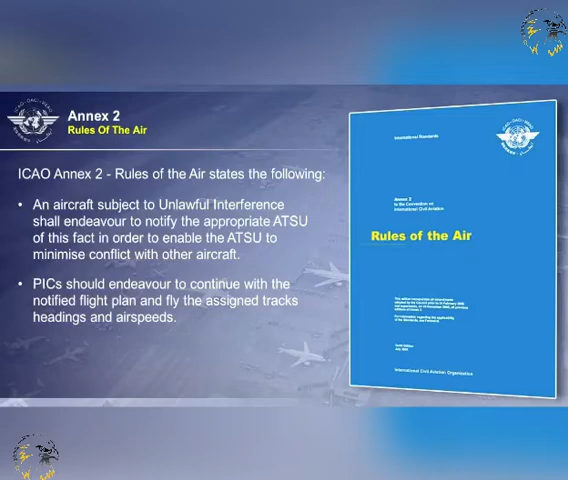 Annex 2
Rules Of The Air
ICAO Annex 2 - Rules of the Air states the following:
• An aircraft subject to Unlawful Interference
shall endeavour to notify the appropriate ATSU
of this fact in order to enable the ATSU to
minimise conflict with other aircraft.
• PICs should endeavour to continue with the
notified flight plan and fly the assigned tracks
headings and airspeeds.
International Standards
Annex 2
to the Convention on
International Civil Aviation
Rules of the Air
International Civil Aviation Organization